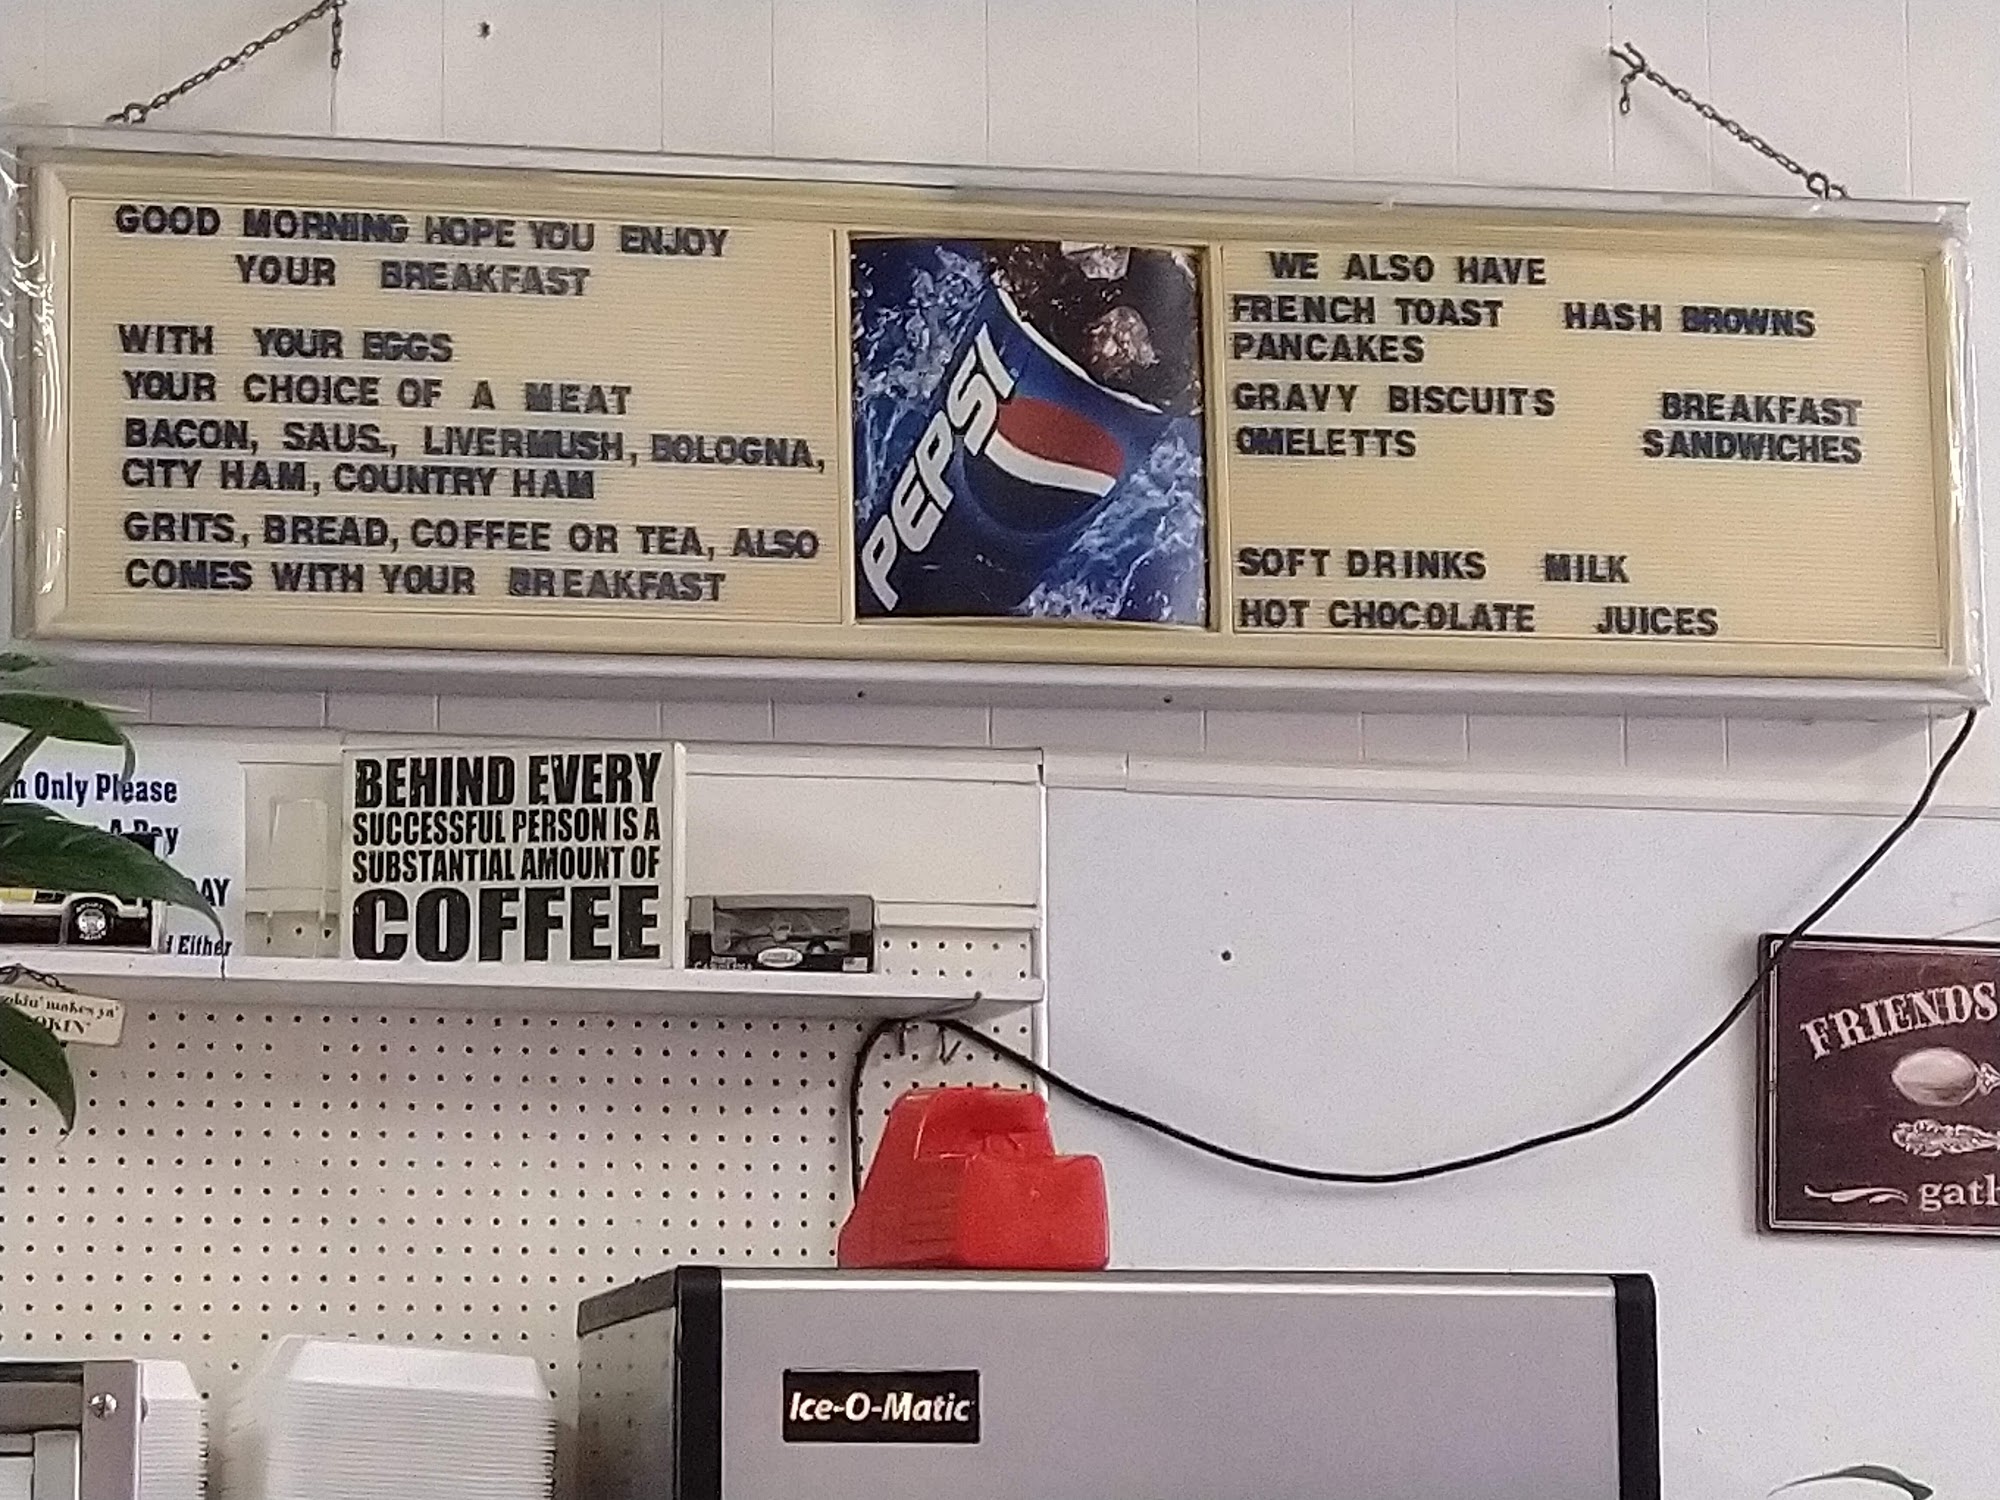 GOOD MORNING HOPE YOU ENJOY
YOUR BREAKFAST
WITH YOUR EGGS
YOUR CHOICE OF A MEAT
BACON, SAUS., LIVERMUSH, BOLOGNA,
CITY HAM, COUNTRY HAM
GRITS, BREAD, COFFEE OR TEA, ALSO
COMES WITH YOUR BREAKFAST
PEPSI
WE ALSO HAVE
FRENCH TOAST HASH BROWNS
PANCAKES
GRAVY BISCUITS BREAKFAST
OMELETTS SANDWICHES
SOFT DRINKS MILK
HOT CHOCOLATE JUICES
Only Please
Either
BEHIND EVERY
SUCCESSFUL PERSON IS A
SUBSTANTIAL AMOUNT OF
COFFEE
makes ya'
FRIENDS
Ice-O-Matic